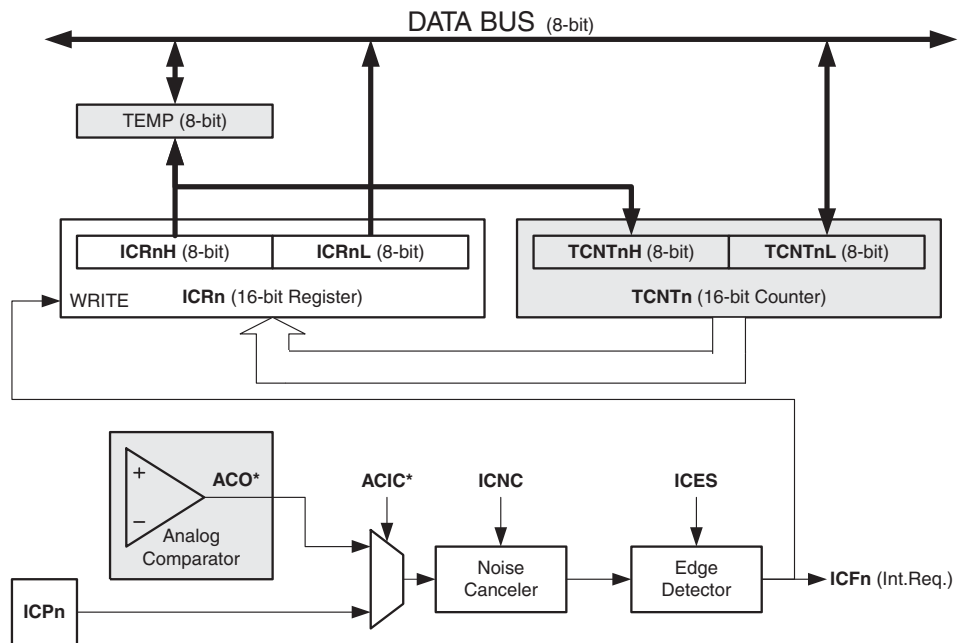 DATA BUS (8-bit)
TEMP (8-bit)
ICRnH (8-bit)
ICRnL (8-bit)
TCNTnH (8-bit)
TCNTnL (8-bit)
WRITE
ICRn (16-bit Register)
TCNTn (16-bit Counter)
+
−
ACO*
Analog
Comparator
ACIC*
ICNC
ICES
Noise
Canceler
Edge
Detector
ICFn (Int.Req.)
ICPn